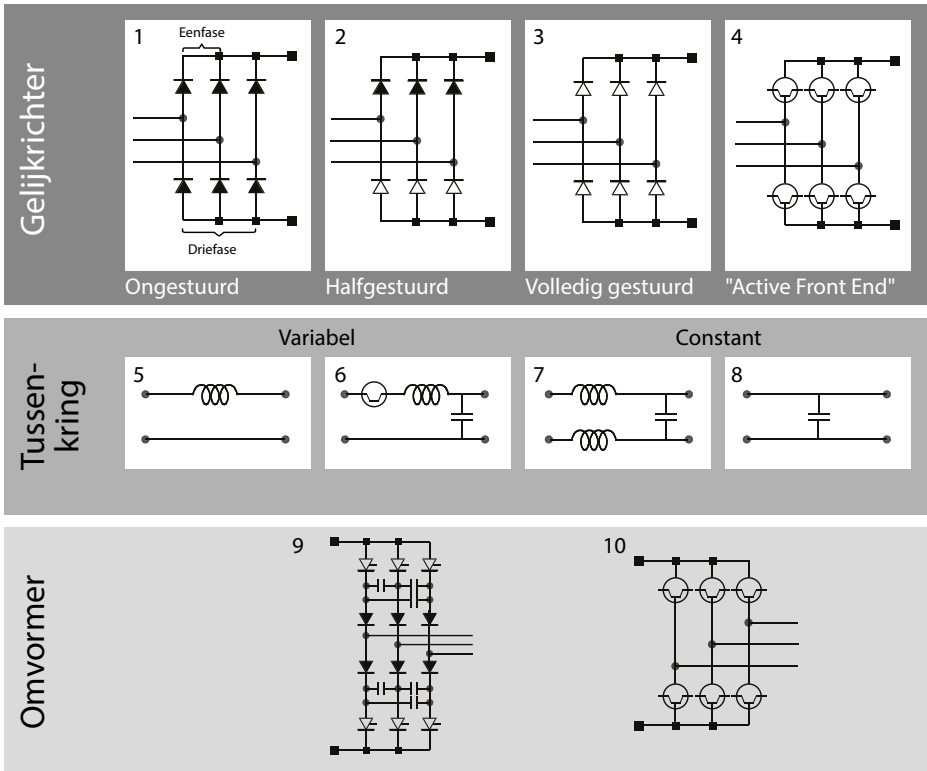 Gelijkrichter
1
Eenfase
Driefase
Ongestuurd
2
Halfgestuurd
3
Volledig gestuurd
4
"Active Front End"
Tussen-
kring
Variabel
Constant
5
6
7
8
Omvormer
9
10